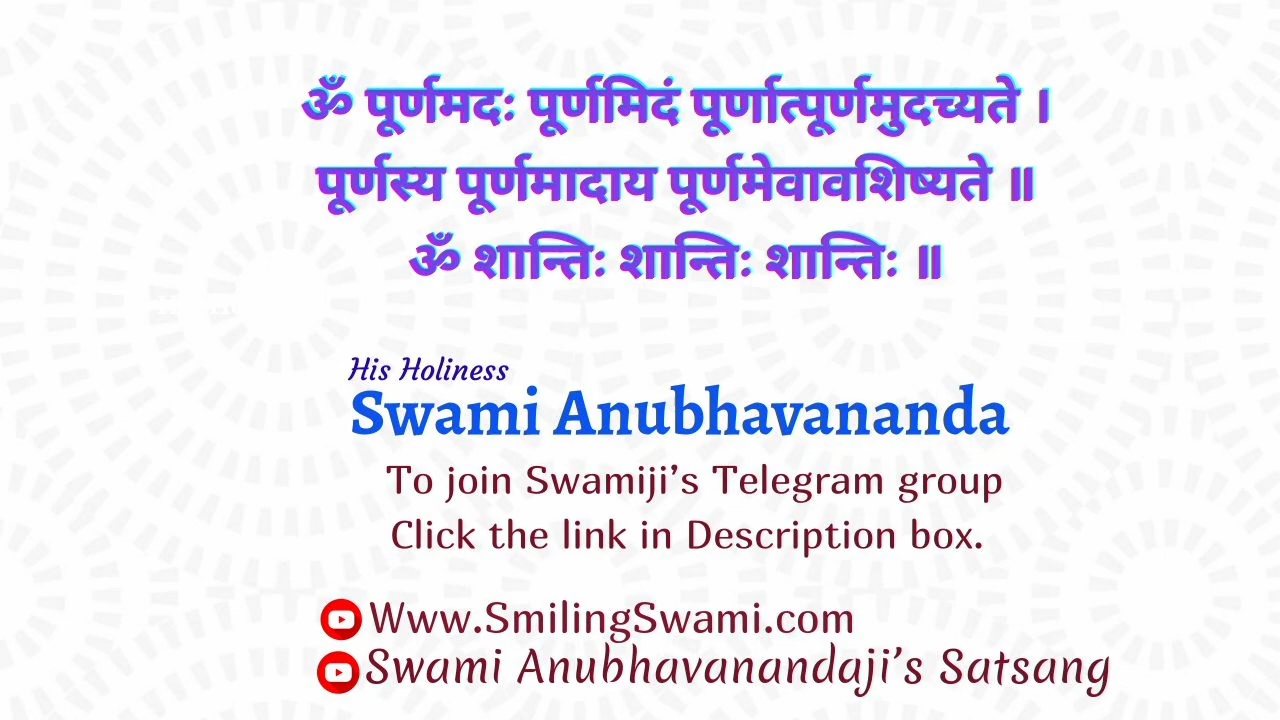 ॐ पूर्णमदः पूर्णमिदं पूर्णात्पूर्णमुदच्यते ।
पूर्णस्य पूर्णमादाय पूर्णमेवावशिष्यते ॥
ॐ शान्तिः शान्तिः शान्तिः ॥
His Holiness
Swami Anubhavananda
To join Swamiji's Telegram group
Click the link in Description box.
Www.SmilingSwami.com
Swami Anubhavanandaji's Satsang